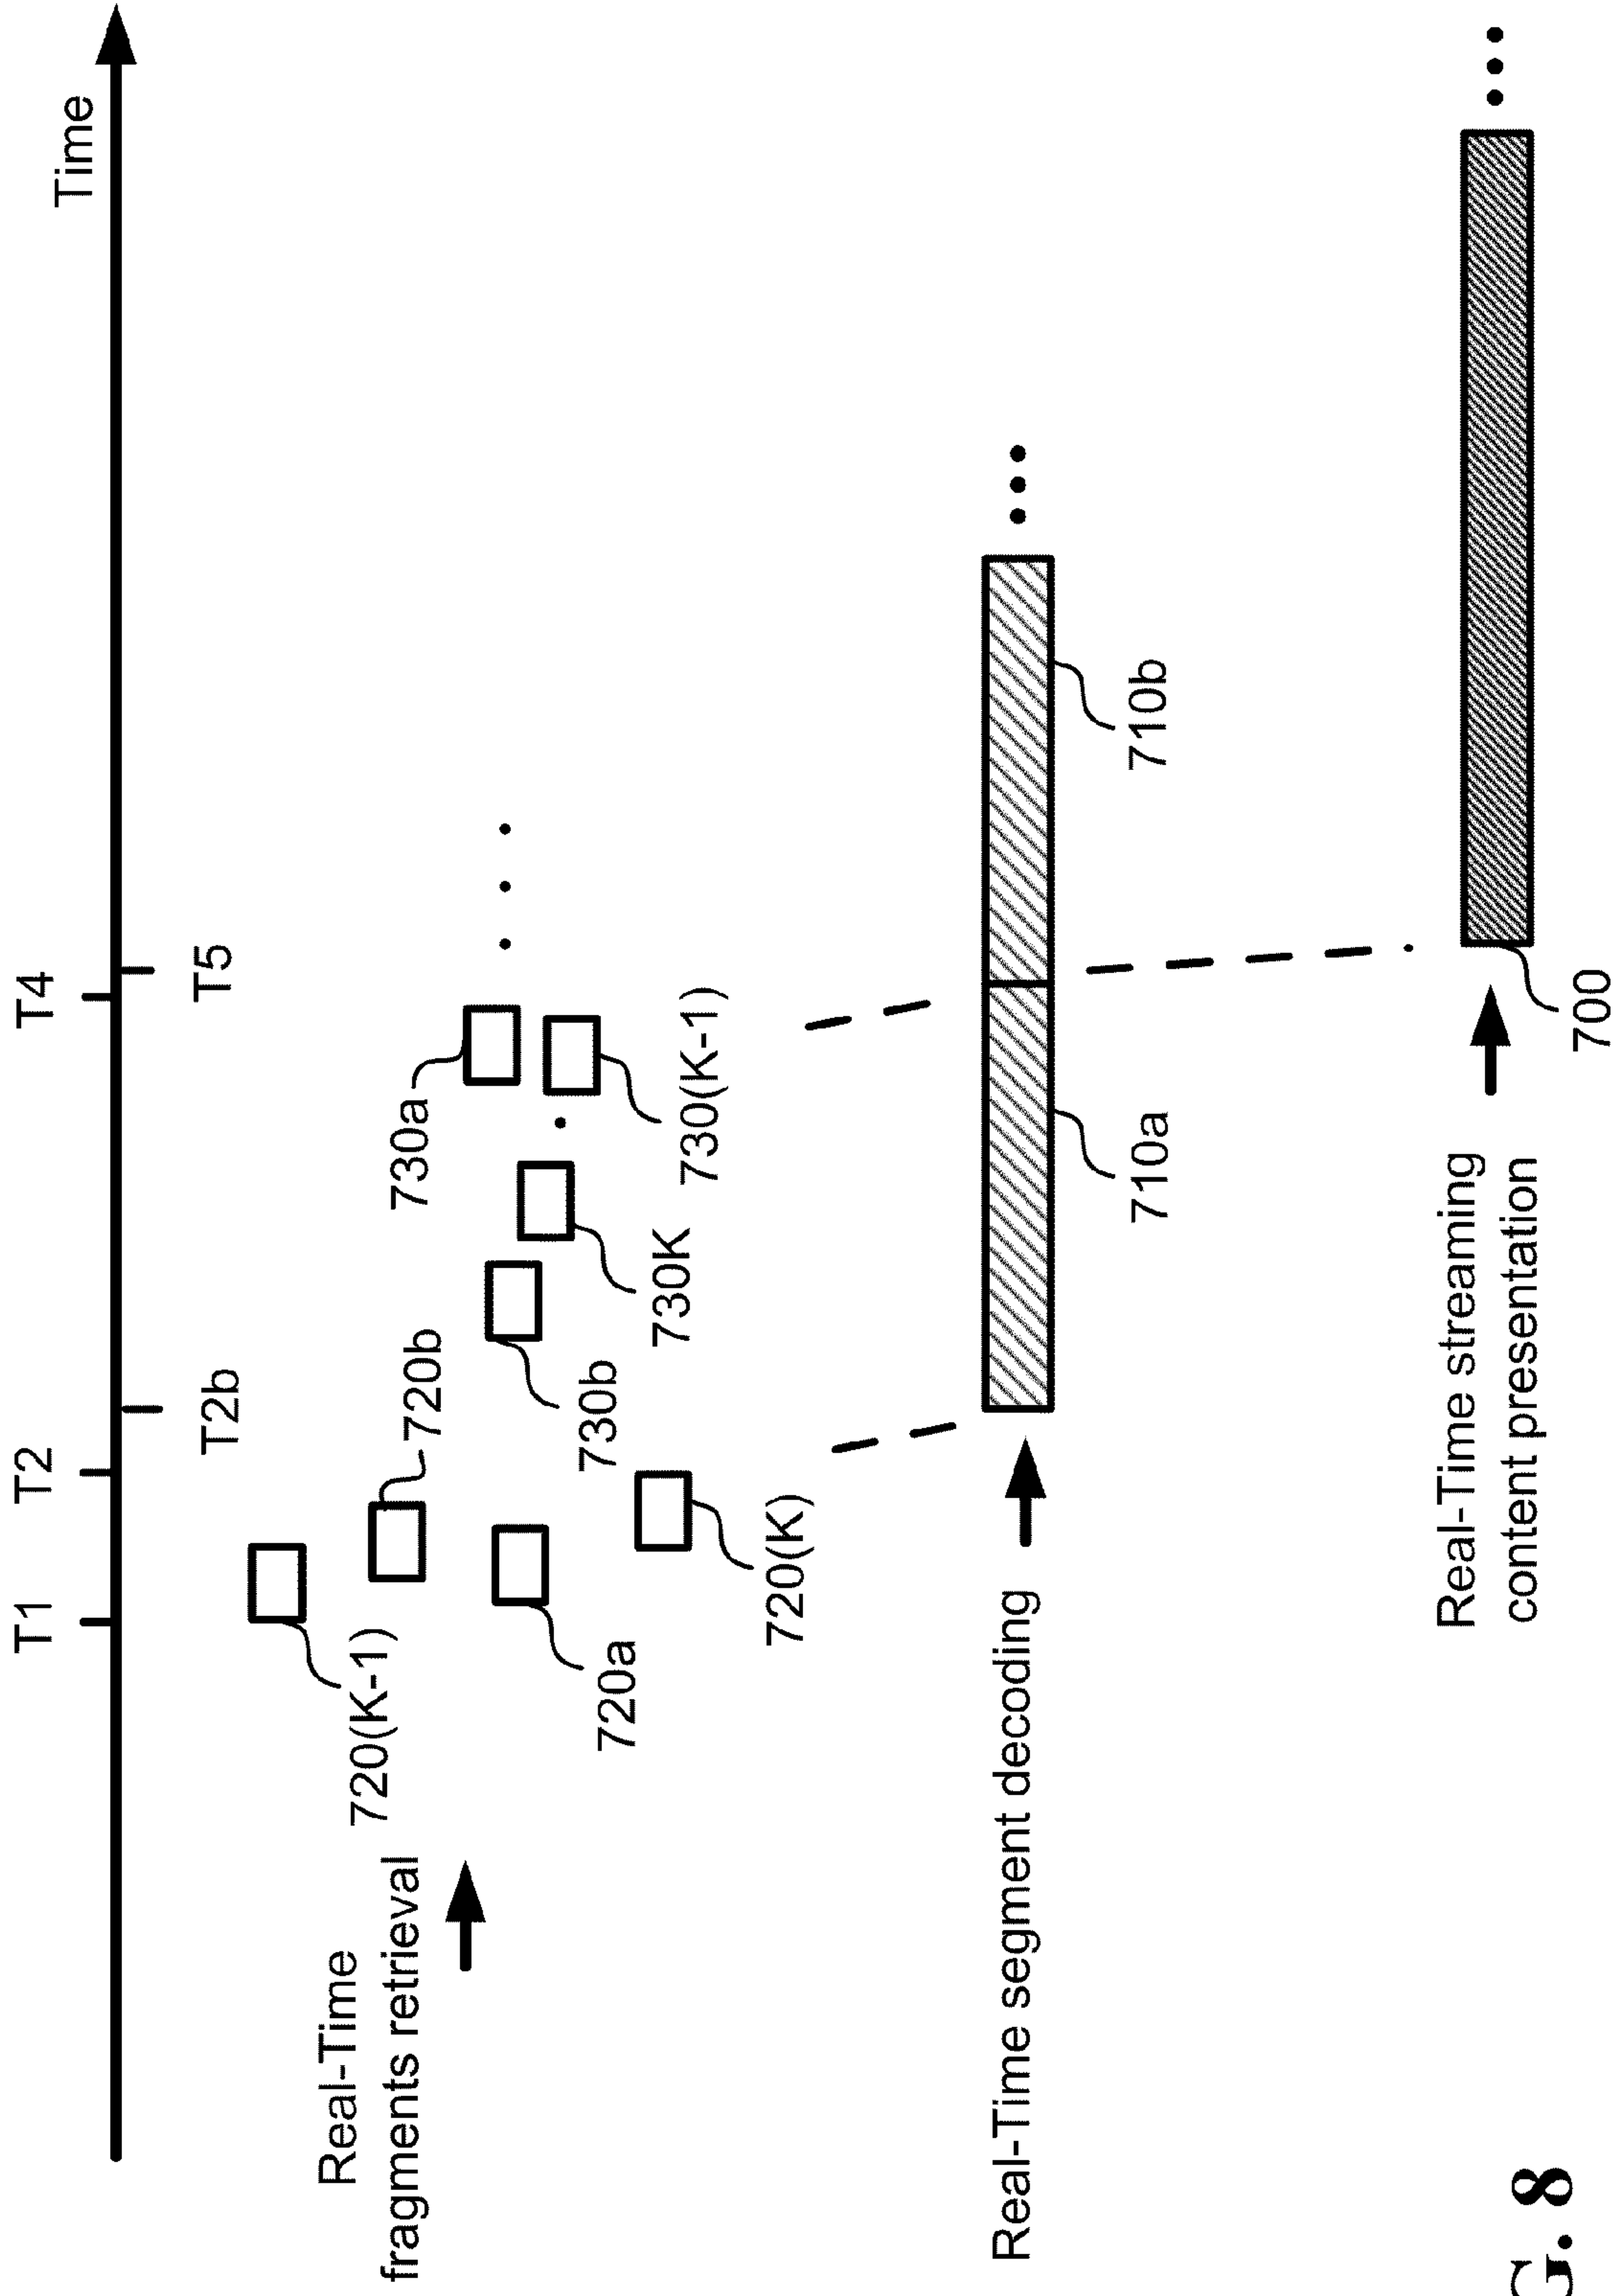 Time
T1
T2
T4
T2b
T5
Real-Time
fragments retrieval
720(K-1)
720b
720a
720(K)
730a
730b
730K
730(K-1)
Real-Time segment decoding
710a
710b
Real-Time streaming
content presentation
700
G. 8